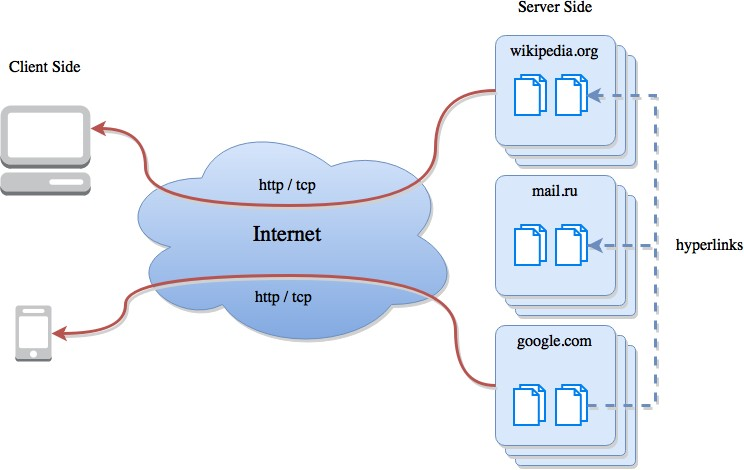 Server Side
wikipedia.org
Client Side
http / tcp
mail.ru
Internet
hyperlinks
http / tcp
google.com